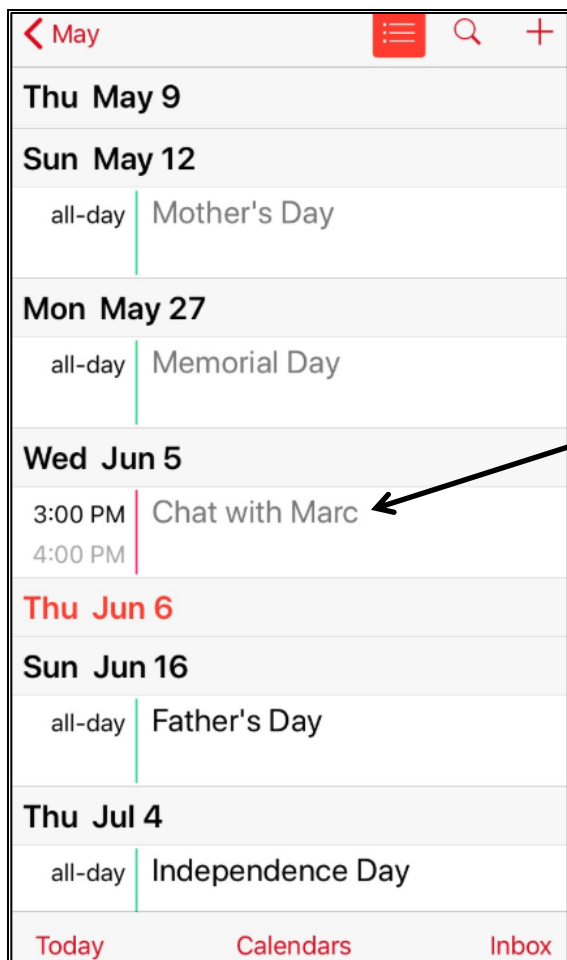 May
Thu May 9
Sun May 12
all-day Mother's Day
Mon May 27
all-day Memorial Day
Wed Jun 5
3:00 PM Chat with Marc
4:00 PM
Thu Jun 6
Sun Jun 16
all-day Father's Day
Thu Jul 4
all-day Independence Day
Today Calendars Inbox